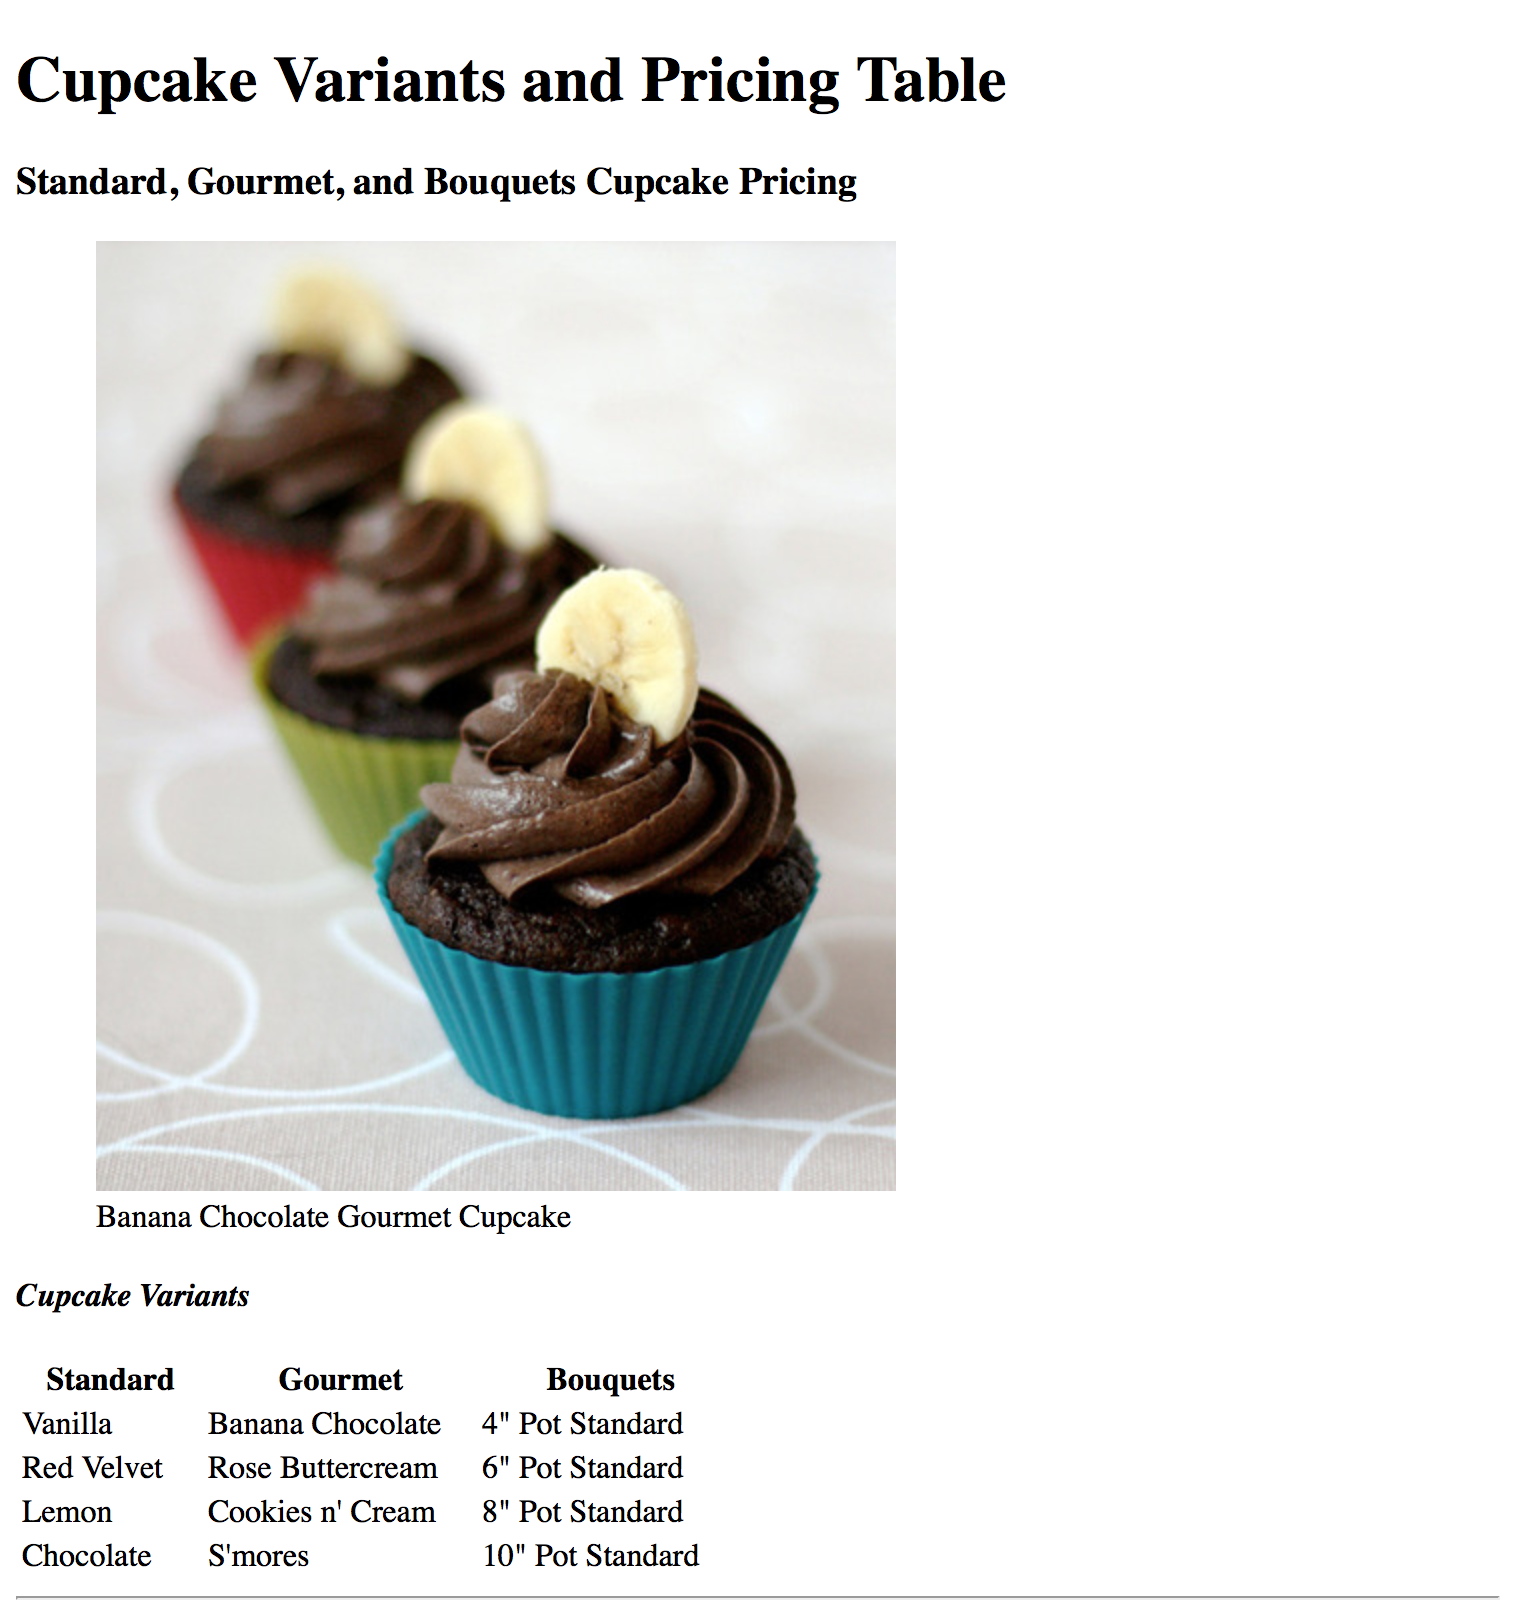 Cupcake Variants and Pricing Table
Standard, Gourmet, and Bouquets Cupcake Pricing
Banana Chocolate Gourmet Cupcake
Cupcake Variants
Standard Gourmet Bouquets
Vanilla Banana Chocolate 4" Pot Standard
Red Velvet Rose Buttercream 6" Pot Standard
Lemon Cookies n' Cream 8" Pot Standard
Chocolate S'mores 10" Pot Standard